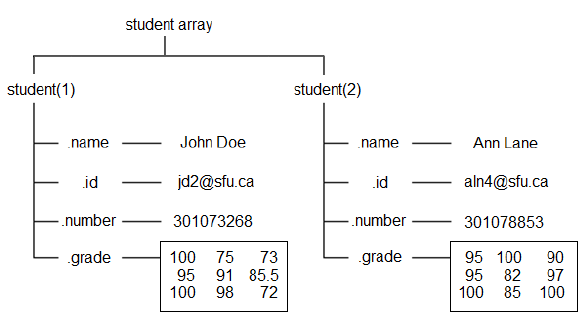 student array
student(1) student(2)
.name John Doe .name Ann Lane
.id jd2@sfu.ca .id aln4@sfu.ca
.number 301073268 .number 301078853
.grade 100 75 73 .grade 95 100 90
95 91 85.5 95 82 97
100 98 72 100 85 100